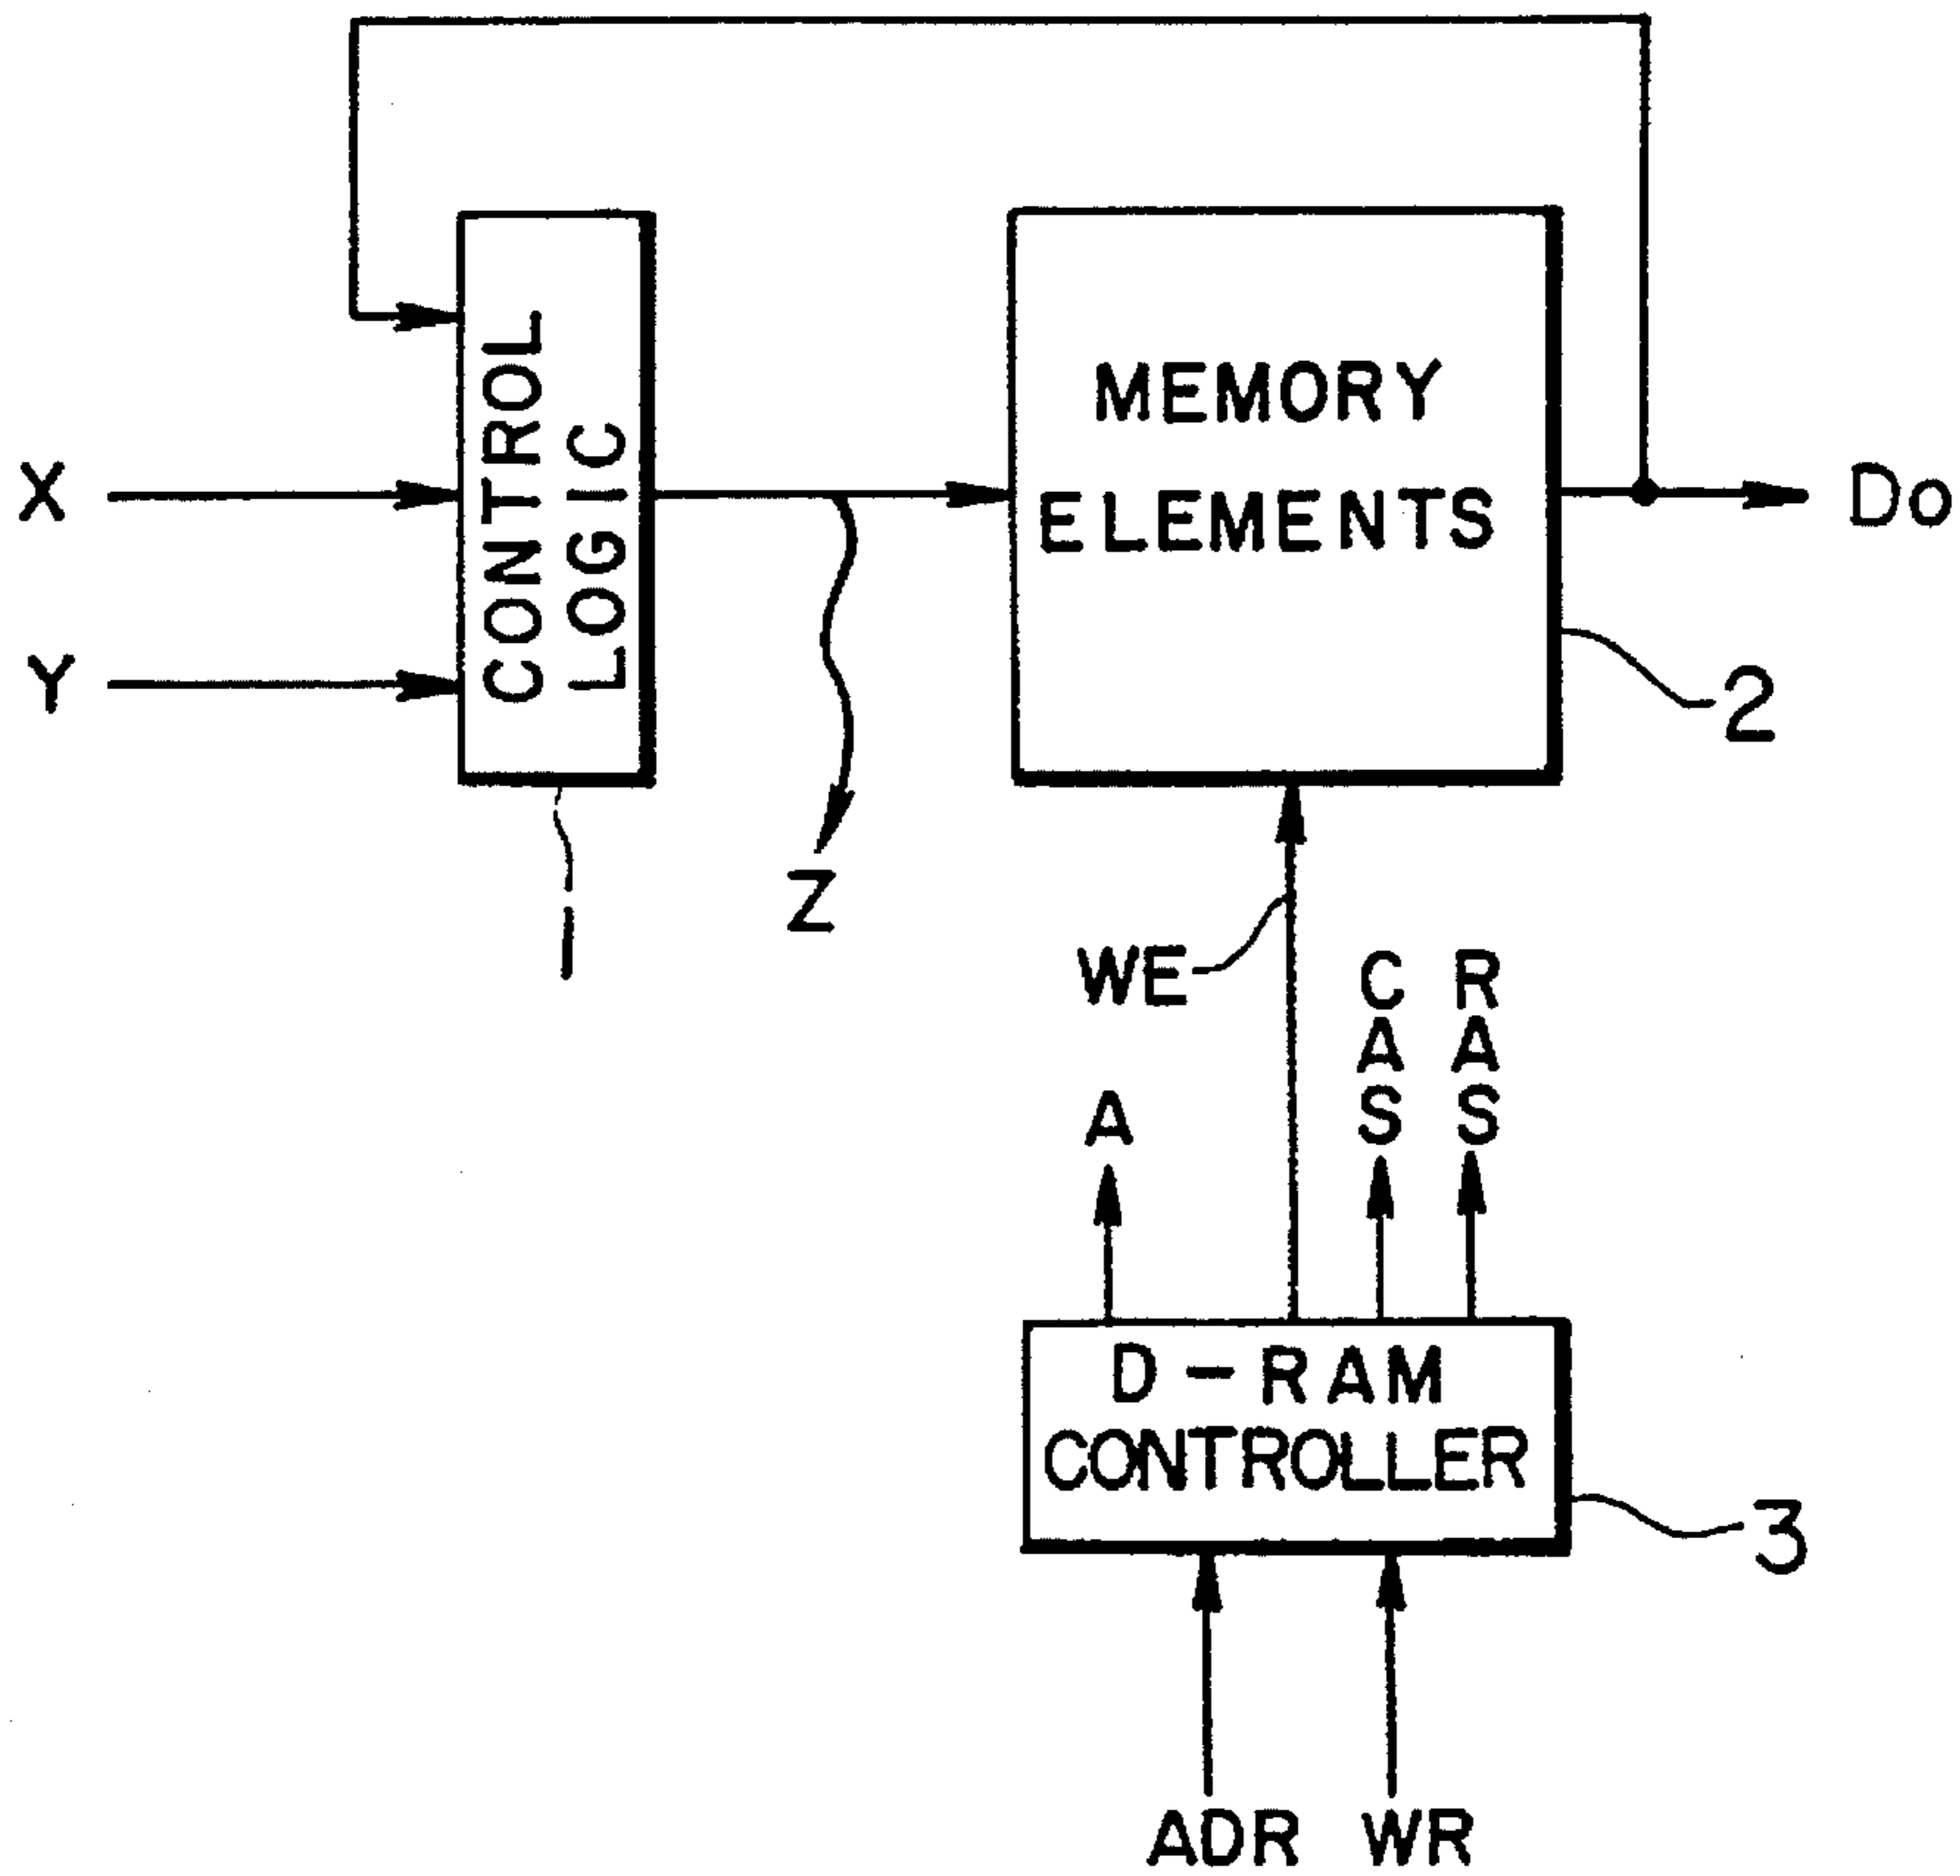 CONTROL
LOGIC
MEMORY
ELEMENTS
X
Do
Y
2
1
Z
WE
CAS
RAS
A
D-RAM
CONTROLLER
3
ADR
WR